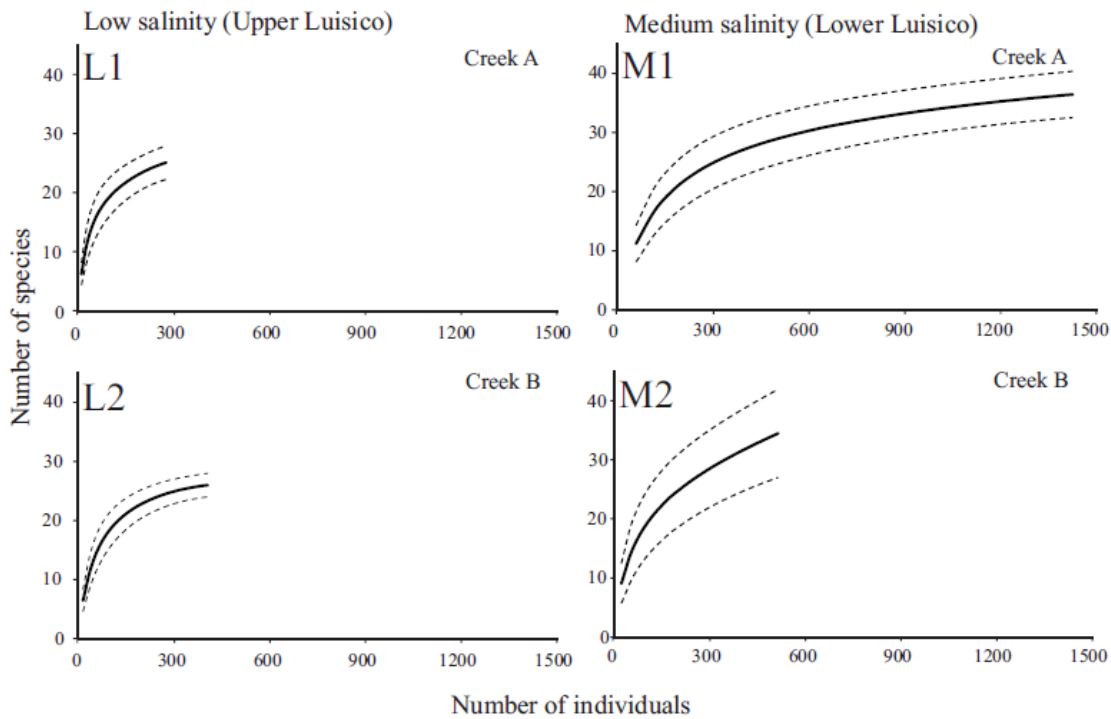 Low salinity (Upper Luisico)
Medium salinity (Lower Luisico)
L1
Creek A
40
30
20
10
0
0 300 600 900 1200 1500
M1
Creek A
40
30
20
10
0
0 300 600 900 1200 1500
Number of species
L2
Creek B
40
30
20
10
0
0 300 600 900 1200 1500
M2
Creek B
40
30
20
10
0
0 300 600 900 1200 1500
Number of individuals